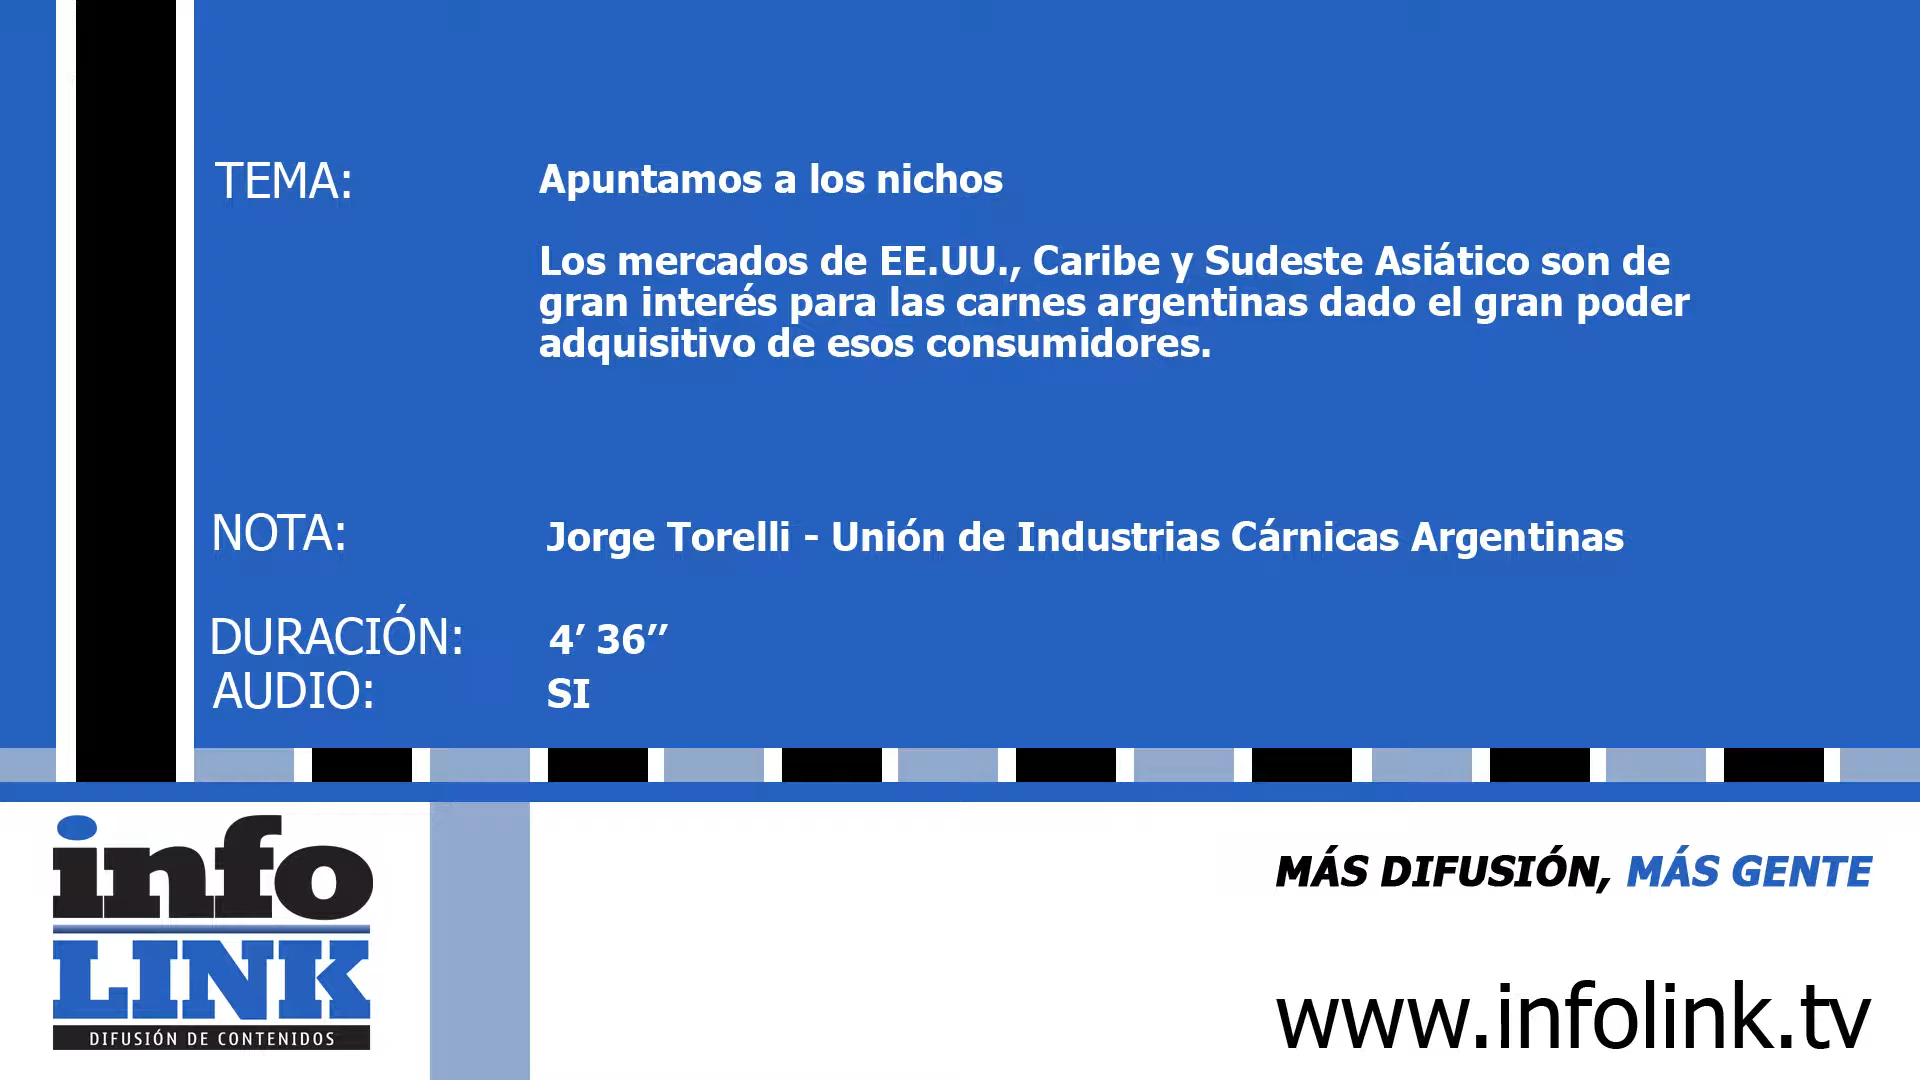 TEMA: Apuntamos a los nichos
Los mercados de EE.UU., Caribe y Sudeste Asiático son de
gran interés para las carnes argentinas dado el gran poder
adquisitivo de esos consumidores.
NOTA: Jorge Torelli - Unión de Industrias Cárnicas Argentinas
DURACIÓN: 4’ 36’’
AUDIO: SI
info
LINK
DIFUSIÓN DE CONTENIDOS
MÁS DIFUSIÓN, MÁS GENTE
www.infolink.tv